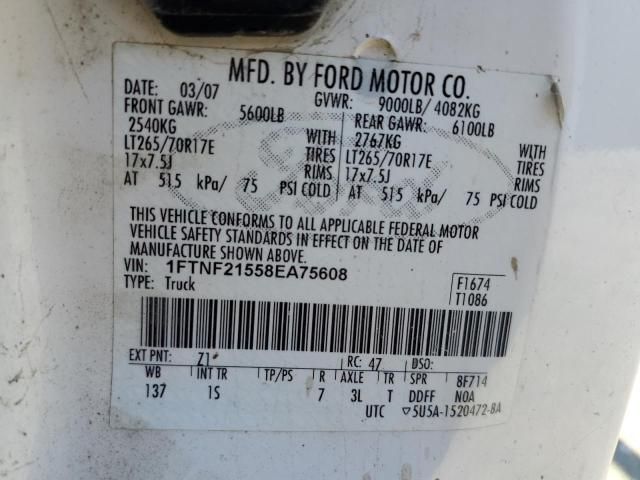 MFD. BY FORD MOTOR CO.
DATE: 03/07 GVWR: 9000LB/ 4082KG
FRONT GAWR: 5600LB REAR GAWR: 6100LB
2540KG WITH 2767KG WITH
LT265/70R17E TIRES LT265/70R17E TIRES
17x7.5J RIMS 17x7.5J RIMS
AT 515 kPa/ 75 PSI COLD AT 515 kPa/ 75 PSI COLD
THIS VEHICLE CONFORMS TO ALL APPLICABLE FEDERAL MOTOR
VEHICLE SAFETY STANDARDS IN EFFECT ON THE DATE OF
MANUFACTURE SHOWN ABOVE.
VIN: 1FTNF21558EA75608 F1674
TYPE: Truck T1086
EXT PNT: Z1 RC: 47 DSO:
WB INT TR TP/PS R AXLE TR SPR 8F714
137 1S 7 3L T DDFF N0A
UTC ▽5U5A-1520472-BA